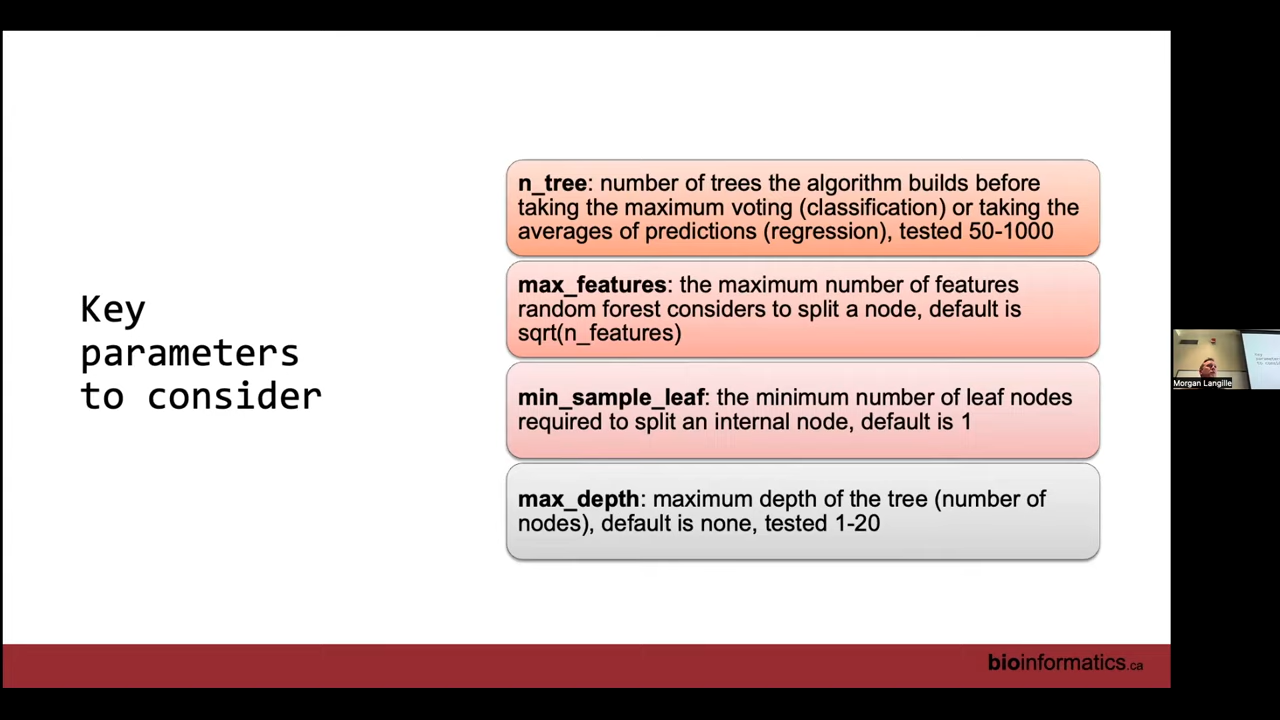 Key
parameters
to consider
n_tree: number of trees the algorithm builds before
taking the maximum voting (classification) or taking the
averages of predictions (regression), tested 50-1000
max_features: the maximum number of features
random forest considers to split a node, default is
sqrt(n_features)
min_sample_leaf: the minimum number of leaf nodes
required to split an internal node, default is 1
max_depth: maximum depth of the tree (number of
nodes), default is none, tested 1-20
bioinformatics.ca
Morgan Langille